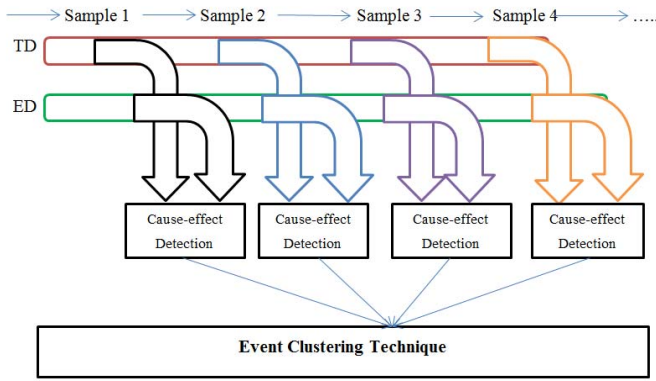 Sample 1 Sample 2 Sample 3 Sample 4 .....
TD
ED
Cause-effect Detection
Cause-effect Detection
Cause-effect Detection
Cause-effect Detection
Event Clustering Technique